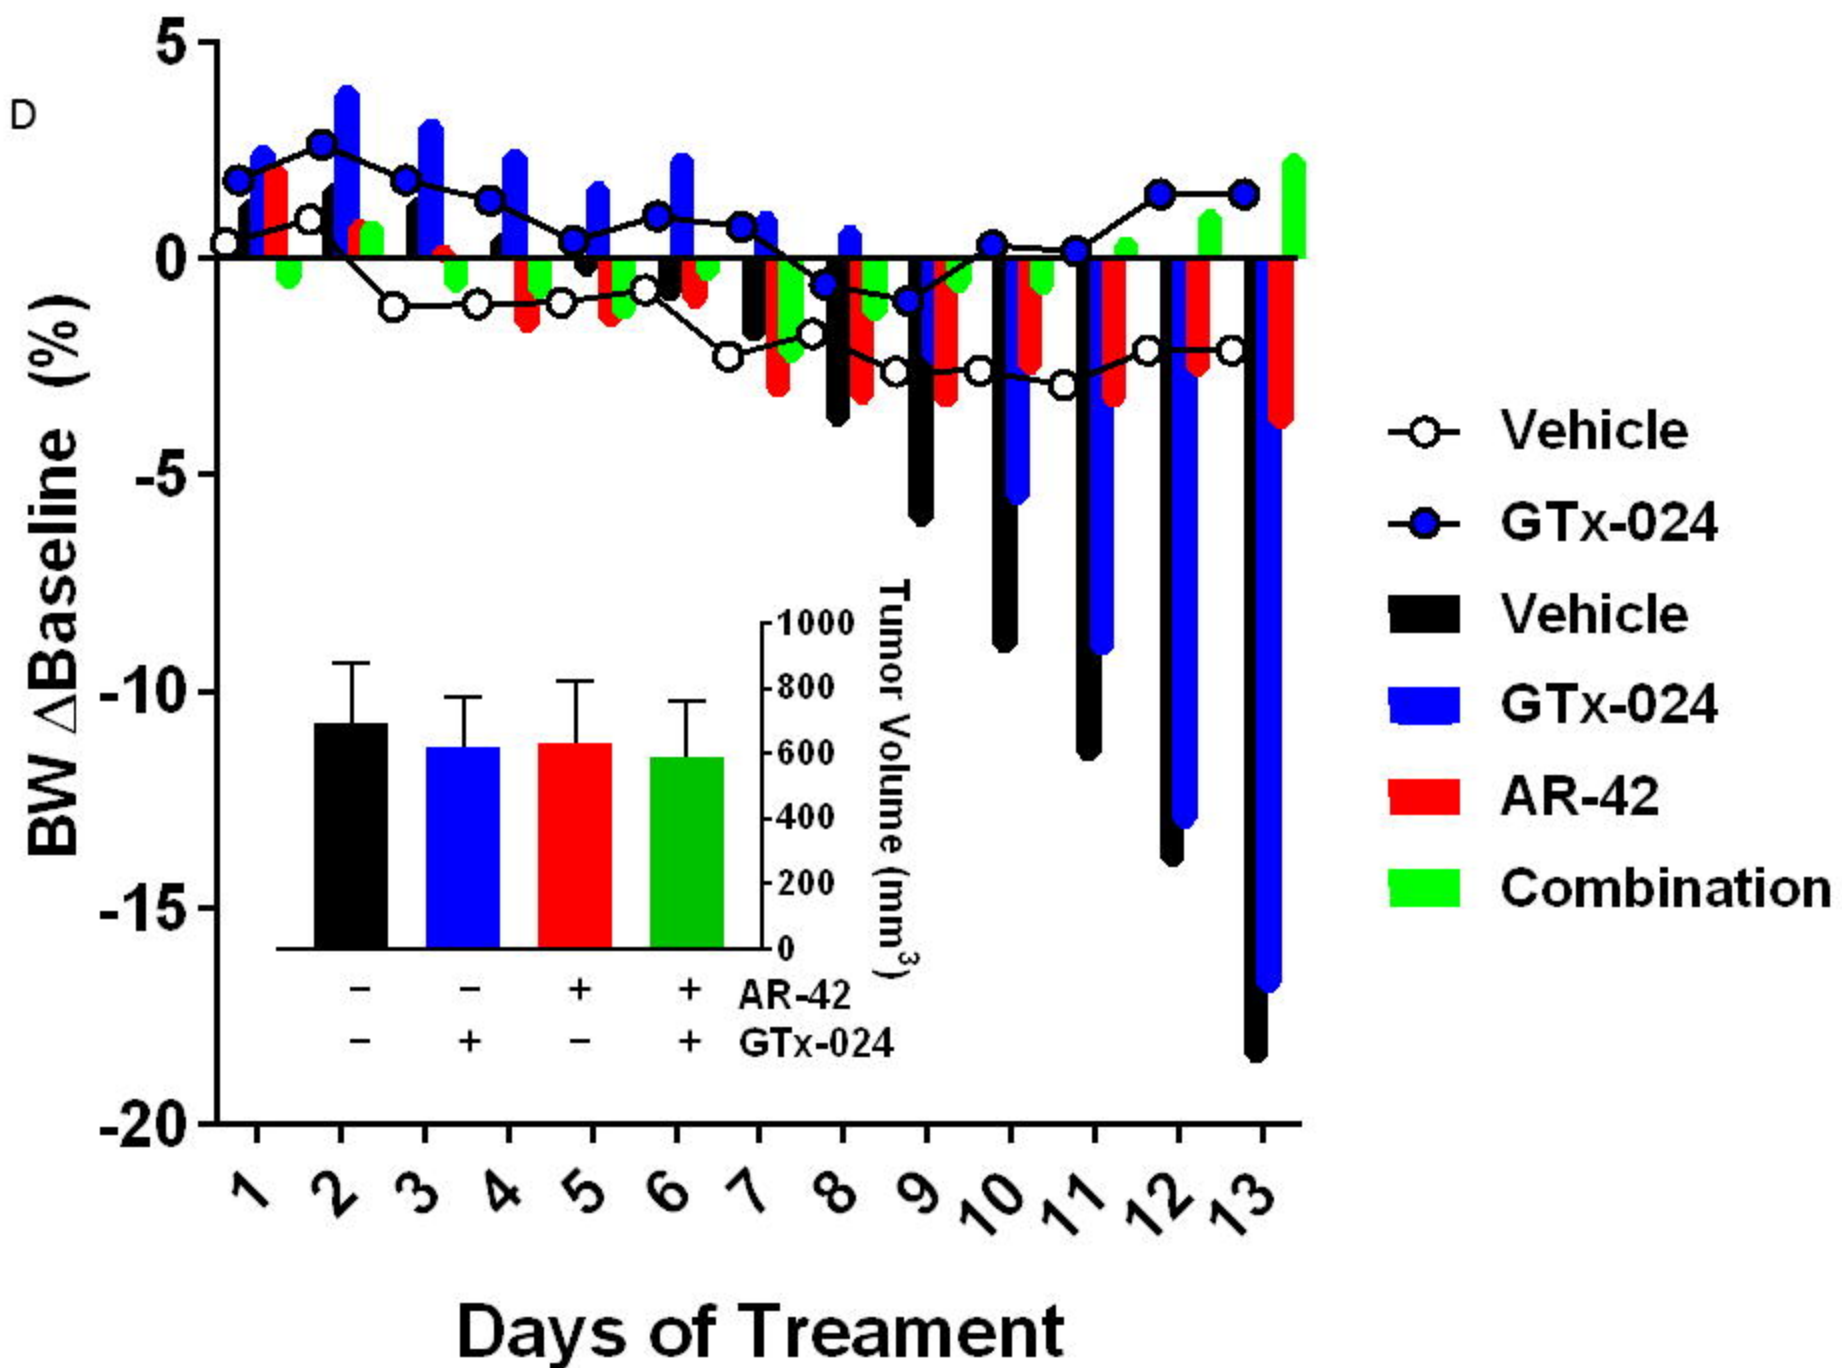 D
BW ΔBaseline (%)
5
0
-5
-10
-15
-20
1 2 3 4 5 6 7 8 9 10 11 12 13
Days of Treament
Vehicle
GTx-024
Vehicle
GTx-024
AR-42
Combination
Tumor Volume (mm³)
1000
800
600
400
200
0
− − + + AR-42
− + − + GTx-024